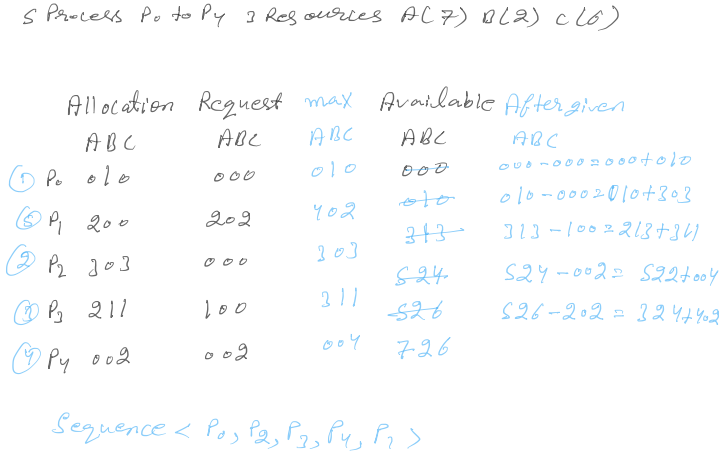 5 Process P0 to P4 3 Resources A(7) B(2) C(6)
Allocation Request max Available After given
ABC ABC ABC ABC ABC
① P0 010 000 010 000 000-000=000+010
⑤ P1 200 202 402 010 010-000=010+303
② P2 303 000 303 313 313-100=213+311
③ P3 211 100 311 524 524-002=522+004
④ P4 002 002 004 526 526-202=324+402
726
Sequence < P0, P2, P3, P4, P1 >